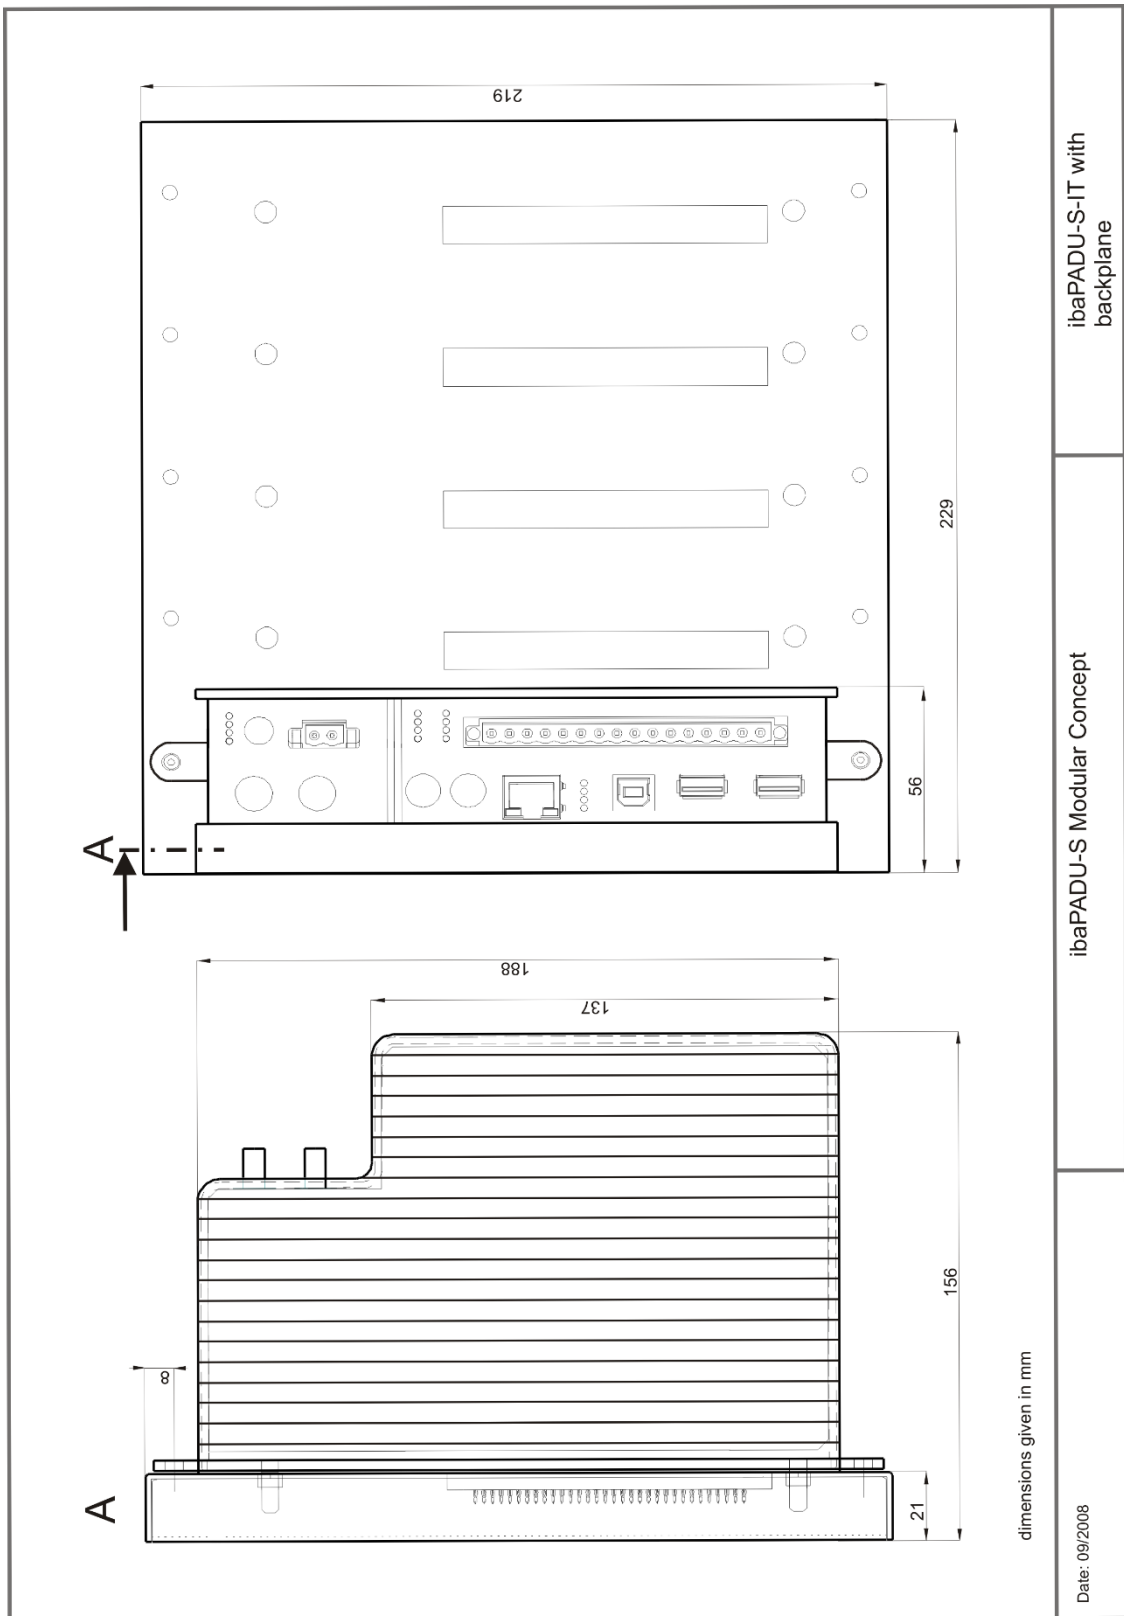 219
229
56
A
188
137
156
8
A
21
dimensions given in mm
Date: 09/2008
ibaPADU-S Modular Concept
ibaPADU-S-IT with
backplane